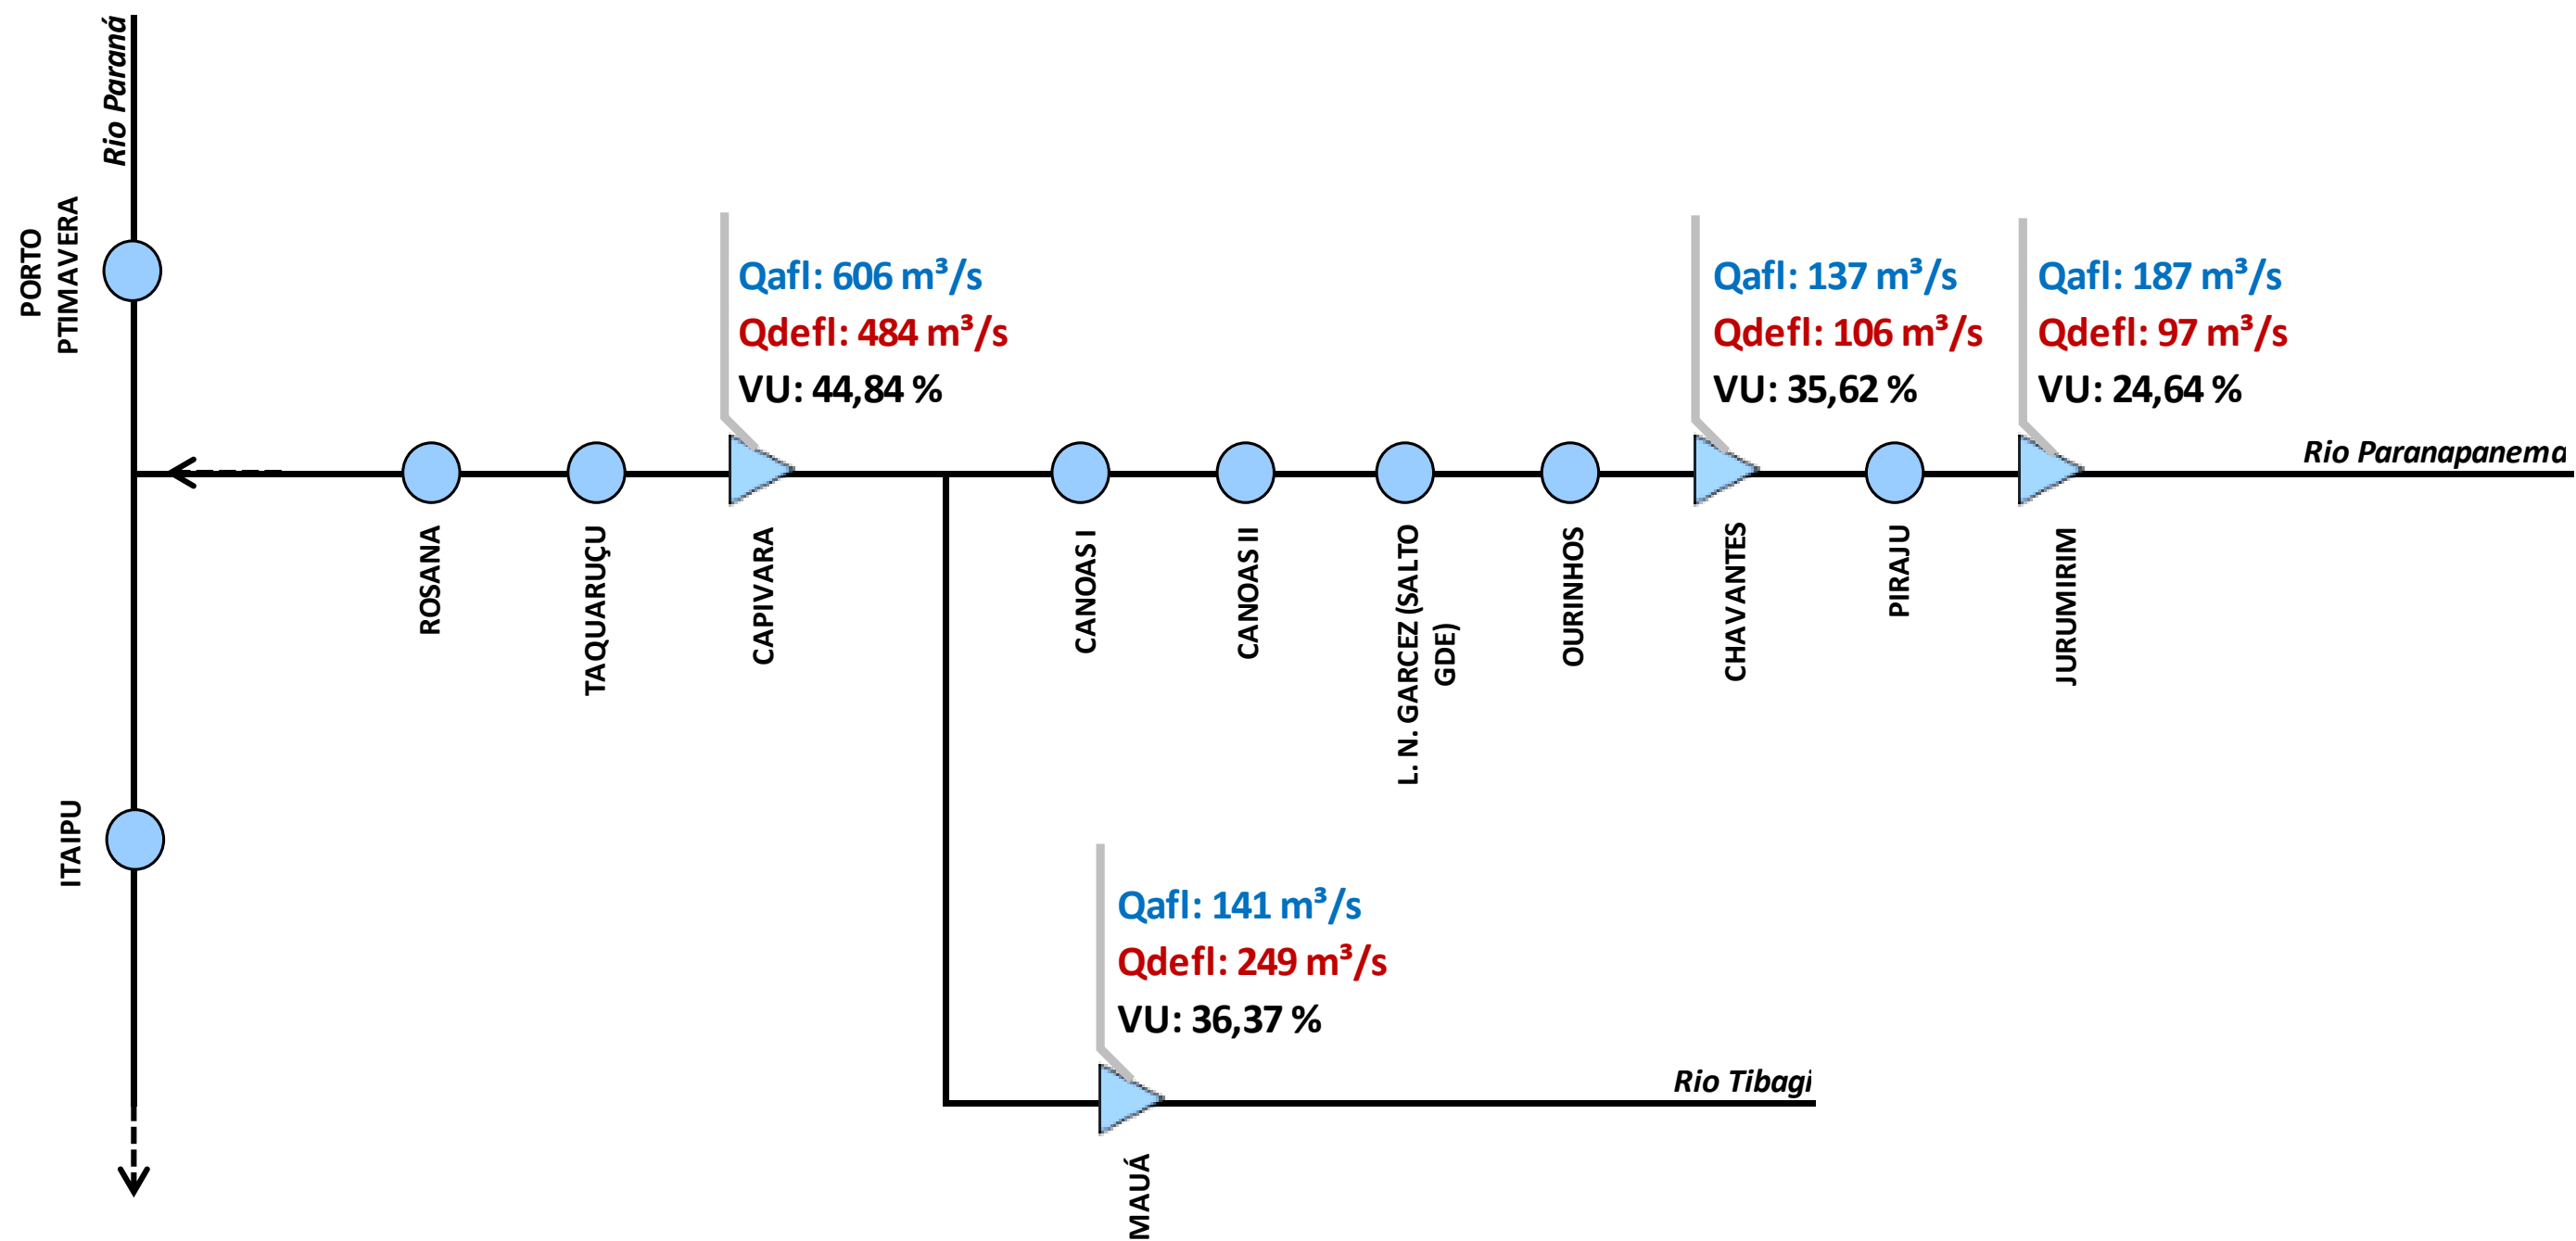 Rio Paraná
PORTO
PTIMAVERA
Qafl: 606 m³/s
Qdefl: 484 m³/s
VU: 44,84 %
Qafl: 137 m³/s
Qdefl: 106 m³/s
VU: 35,62 %
Qafl: 187 m³/s
Qdefl: 97 m³/s
VU: 24,64 %
Rio Paranapanema
ROSANA
TAQUARUÇU
CAPIVARA
CANOAS I
CANOAS II
L. N. GARCEZ (SALTO
GDE)
OURINHOS
CHAVANTES
PIRAJU
JURUMIRIM
ITAIPU
Qafl: 141 m³/s
Qdefl: 249 m³/s
VU: 36,37 %
Rio Tibagi
MAUÁ